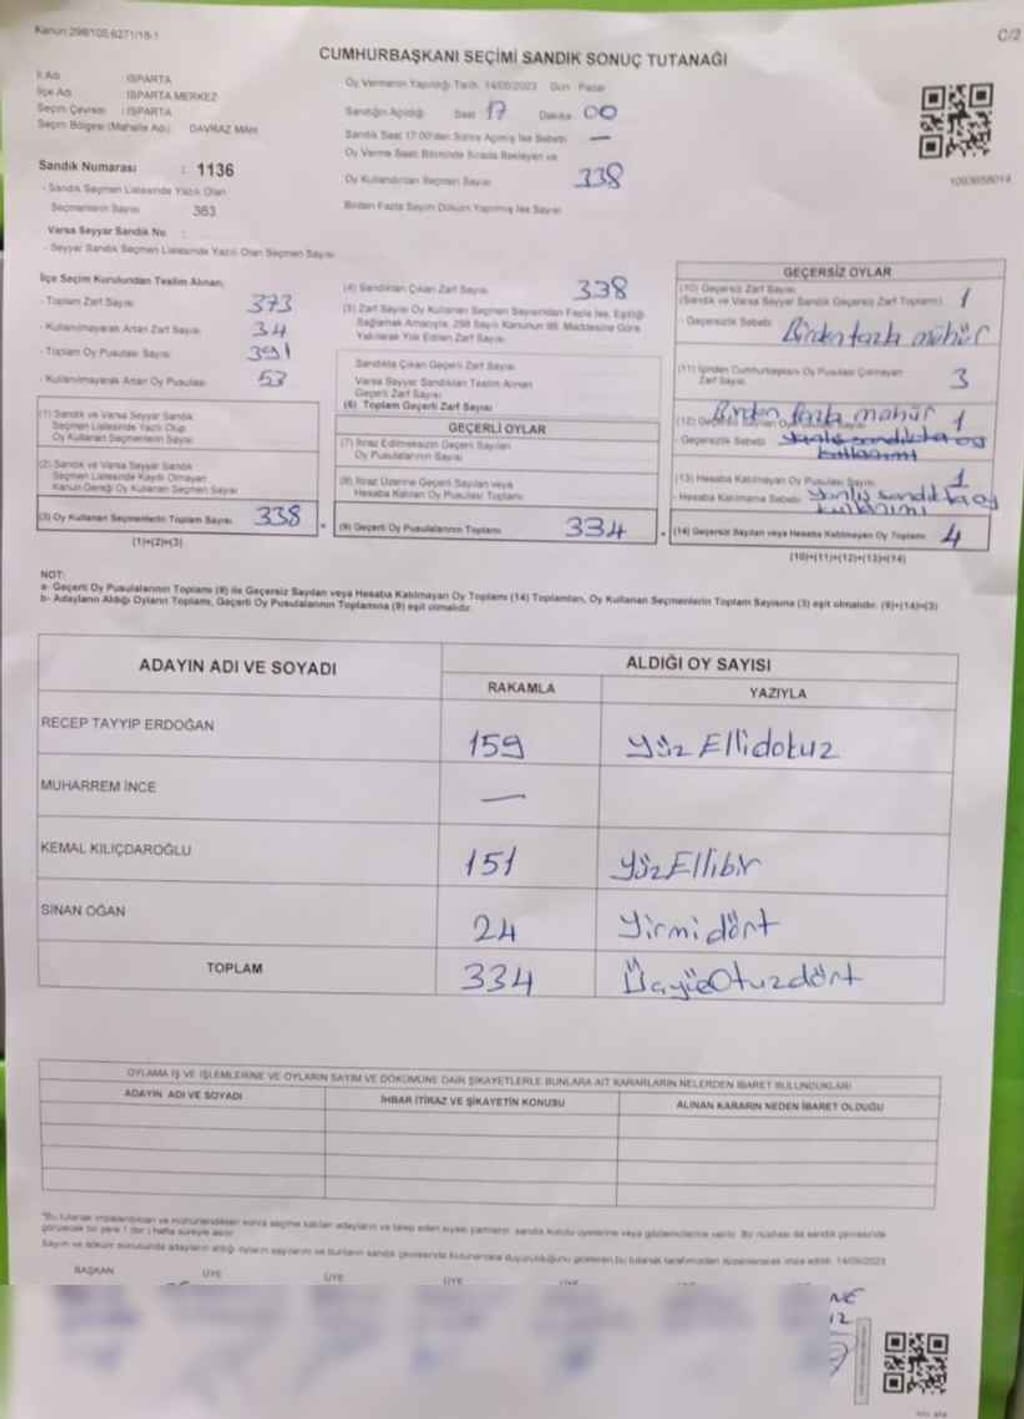 Kanun:298/105.6271/18-1
C/2
CUMHURBAŞKANI SEÇİMİ SANDIK SONUÇ TUTANAĞI
İl Adı : ISPARTA
İlçe Adı : ISPARTA MERKEZ
Seçim Çevresi : ISPARTA
Seçim Bölgesi (Mahalle Adı) DAVRAZ MAH.
Sandık Numarası : 1136
- Sandık Seçmen Listesinde Yazılı Olan
Seçmenlerin Sayısı 363
Varsa Seyyar Sandık No :
- Seyyar Sandık Seçmen Listesinde Yazılı Olan Seçmen Sayısı
Oy Vermenin Yapıldığı Tarih 14/05/2023 Gün : Pazar
Sandığın Açıldığı Saat 17 Dakika 00
Sandık Saat 17:00'den Sonra Açılmış İse Sebebi —
Oy Verme Saati Bitiminde Sırada Bekleyen ve
Oy Kullandırılan Seçmen Sayısı 338
Birden Fazla Sayım Döküm Yapılmış İse Sayısı
İlçe Seçim Kurulundan Teslim Alınan;
- Toplam Zarf Sayısı 373
- Kullanılmayarak Artan Zarf Sayısı 34
- Toplam Oy Pusulası Sayısı 391
- Kullanılmayarak Artan Oy Pusulası 53
(1) Sandık ve Varsa Seyyar Sandık
Seçmen Listesinde Yazılı Olup
Oy Kullanan Seçmenlerin Sayısı
(2) Sandık ve Varsa Seyyar Sandık
Seçmen Listesinde Kayıtlı Olmayan
Kanun Gereği Oy Kullanan Seçmen Sayısı
(3) Oy Kullanan Seçmenlerin Toplam Sayısı 338
(1)+(2)=(3)
(4) Sandıktan Çıkan Zarf Sayısı 338
(5) Zarf Sayısı Oy Kullanan Seçmen Sayısından Fazla İse, Eşitliği
Sağlamak Amacıyla, 298 Sayılı Kanunun 98. Maddesine Göre
Yakılarak Yok Edilen Zarf Sayısı
Sandıkta Çıkan Geçerli Zarf Sayısı
Varsa Seyyar Sandıktan Teslim Alınan
Geçerli Zarf Sayısı
(6) Toplam Geçerli Zarf Sayısı
GEÇERLİ OYLAR
(7) İtiraz Edilmeksizin Geçerli Sayılan
Oy Pusulalarının Sayısı
(8) İtiraz Üzerine Geçerli Sayılan veya
Hesaba Katılan Oy Pusulası Toplamı
(9) Geçerli Oy Pusulalarının Toplamı 334
GEÇERSİZ OYLAR
(10) Geçersiz Zarf Sayısı
(Sandık ve Varsa Seyyar Sandık Geçersiz Zarf Toplamı) 1
- Geçersizlik Sebebi Birden fazla mühür
(11) İçinden Cumhurbaşkanı Oy Pusulası Çıkmayan
Zarf Sayısı 3
Birden fazla mühür 1
Geçersizlik Sebebi yanlış sandıkta oy
kullanımı
(13) Hesaba Katılmayan Oy Pusulası Sayısı 1
- Hesaba Katılmama Sebebi yanlış sandıkta oy
kullanımı
(14) Geçersiz Sayılan veya Hesaba Katılmayan Oy Toplamı 4
(10)+(11)+(12)+(13)=(14)
NOT:
a- Geçerli Oy Pusulalarının Toplamı (9) ile Geçersiz Sayılan veya Hesaba Katılmayan Oy Toplamı (14) Toplamları, Oy Kullanan Seçmenlerin Toplam Sayısına (3) eşit olmalıdır. (9)+(14)=(3)
b- Adayların Aldığı Oyların Toplamı, Geçerli Oy Pusulalarının Toplamına (9) eşit olmalıdır.
ADAYIN ADI VE SOYADI
ALDIĞI OY SAYISI
RAKAMLA
YAZIYLA
RECEP TAYYIP ERDOĞAN 159 Yüz Ellidokuz
MUHARREM İNCE —
KEMAL KILIÇDAROĞLU 151 YüzEllibir
SİNAN OĞAN 24 Yirmidört
TOPLAM 334 ÜçyüzOtuzdört
OYLAMA İŞ VE İŞLEMLERİNE VE OYLARIN SAYIM VE DÖKÜMÜNE DAİR ŞİKAYETLERLE BUNLARA AİT KARARLARIN NELERDEN İBARET BULUNDUKLARI
ADAYIN ADI VE SOYADI
İHBAR İTİRAZ VE ŞİKAYETİN KONUSU
ALINAN KARARIN NEDEN İBARET OLDUĞU
BAŞKAN
ÜYE
ÜYE
ÜYE
NE
12